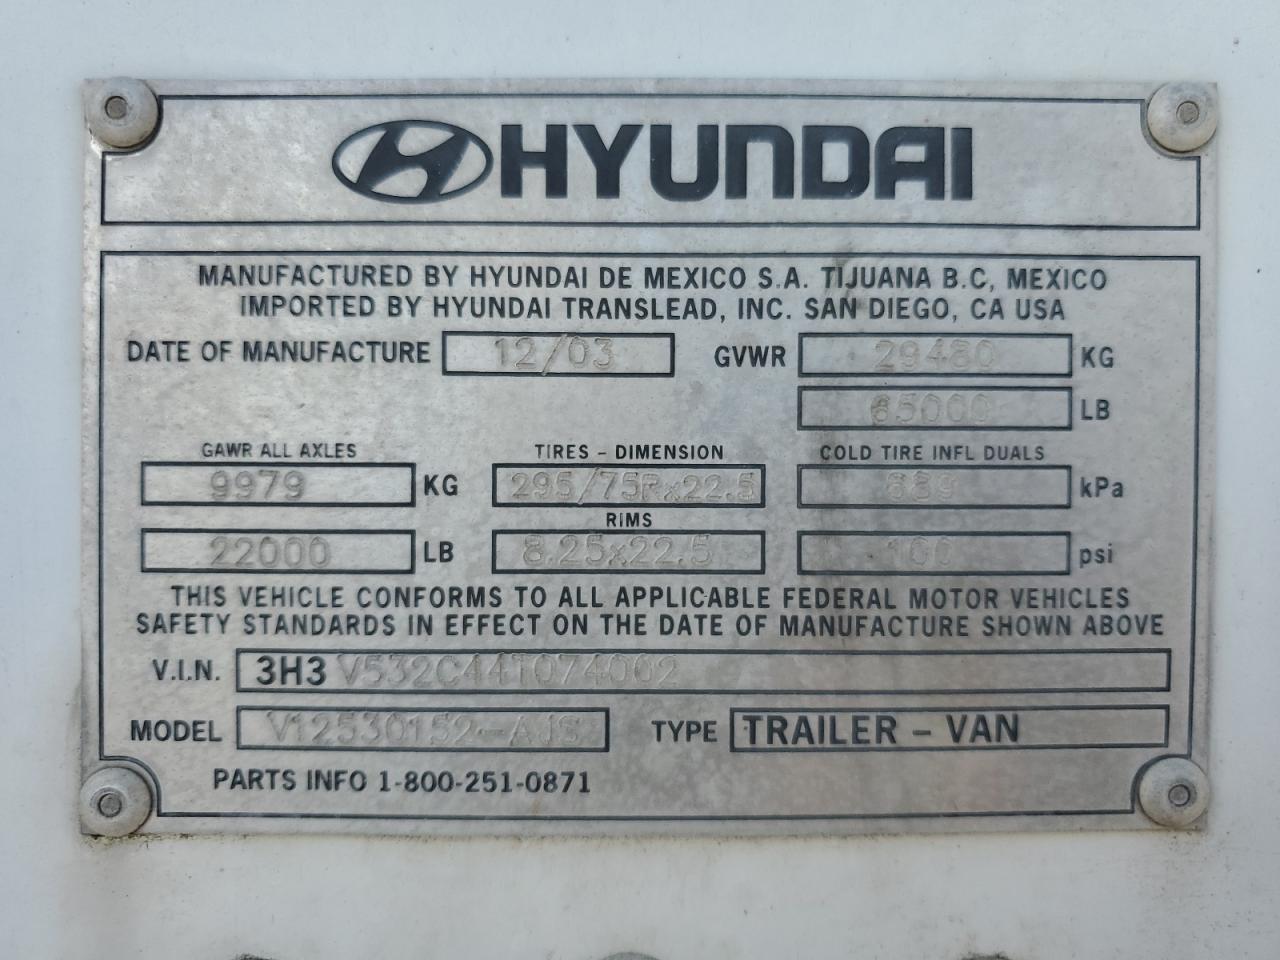 HYUNDAI
MANUFACTURED BY HYUNDAI DE MEXICO S.A. TIJUANA B.C, MEXICO
IMPORTED BY HYUNDAI TRANSLEAD, INC. SAN DIEGO, CA USA
DATE OF MANUFACTURE 12/03 GVWR 29480 KG
65000 LB
GAWR ALL AXLES TIRES - DIMENSION COLD TIRE INFL DUALS
9979 KG 295/75Rx22.5 689 kPa
RIMS
22000 LB 8.25x22.5 100 psi
THIS VEHICLE CONFORMS TO ALL APPLICABLE FEDERAL MOTOR VEHICLES
SAFETY STANDARDS IN EFFECT ON THE DATE OF MANUFACTURE SHOWN ABOVE
V.I.N. 3H3V532C44T074002
MODEL V12530152-AJS TYPE TRAILER - VAN
PARTS INFO 1-800-251-0871